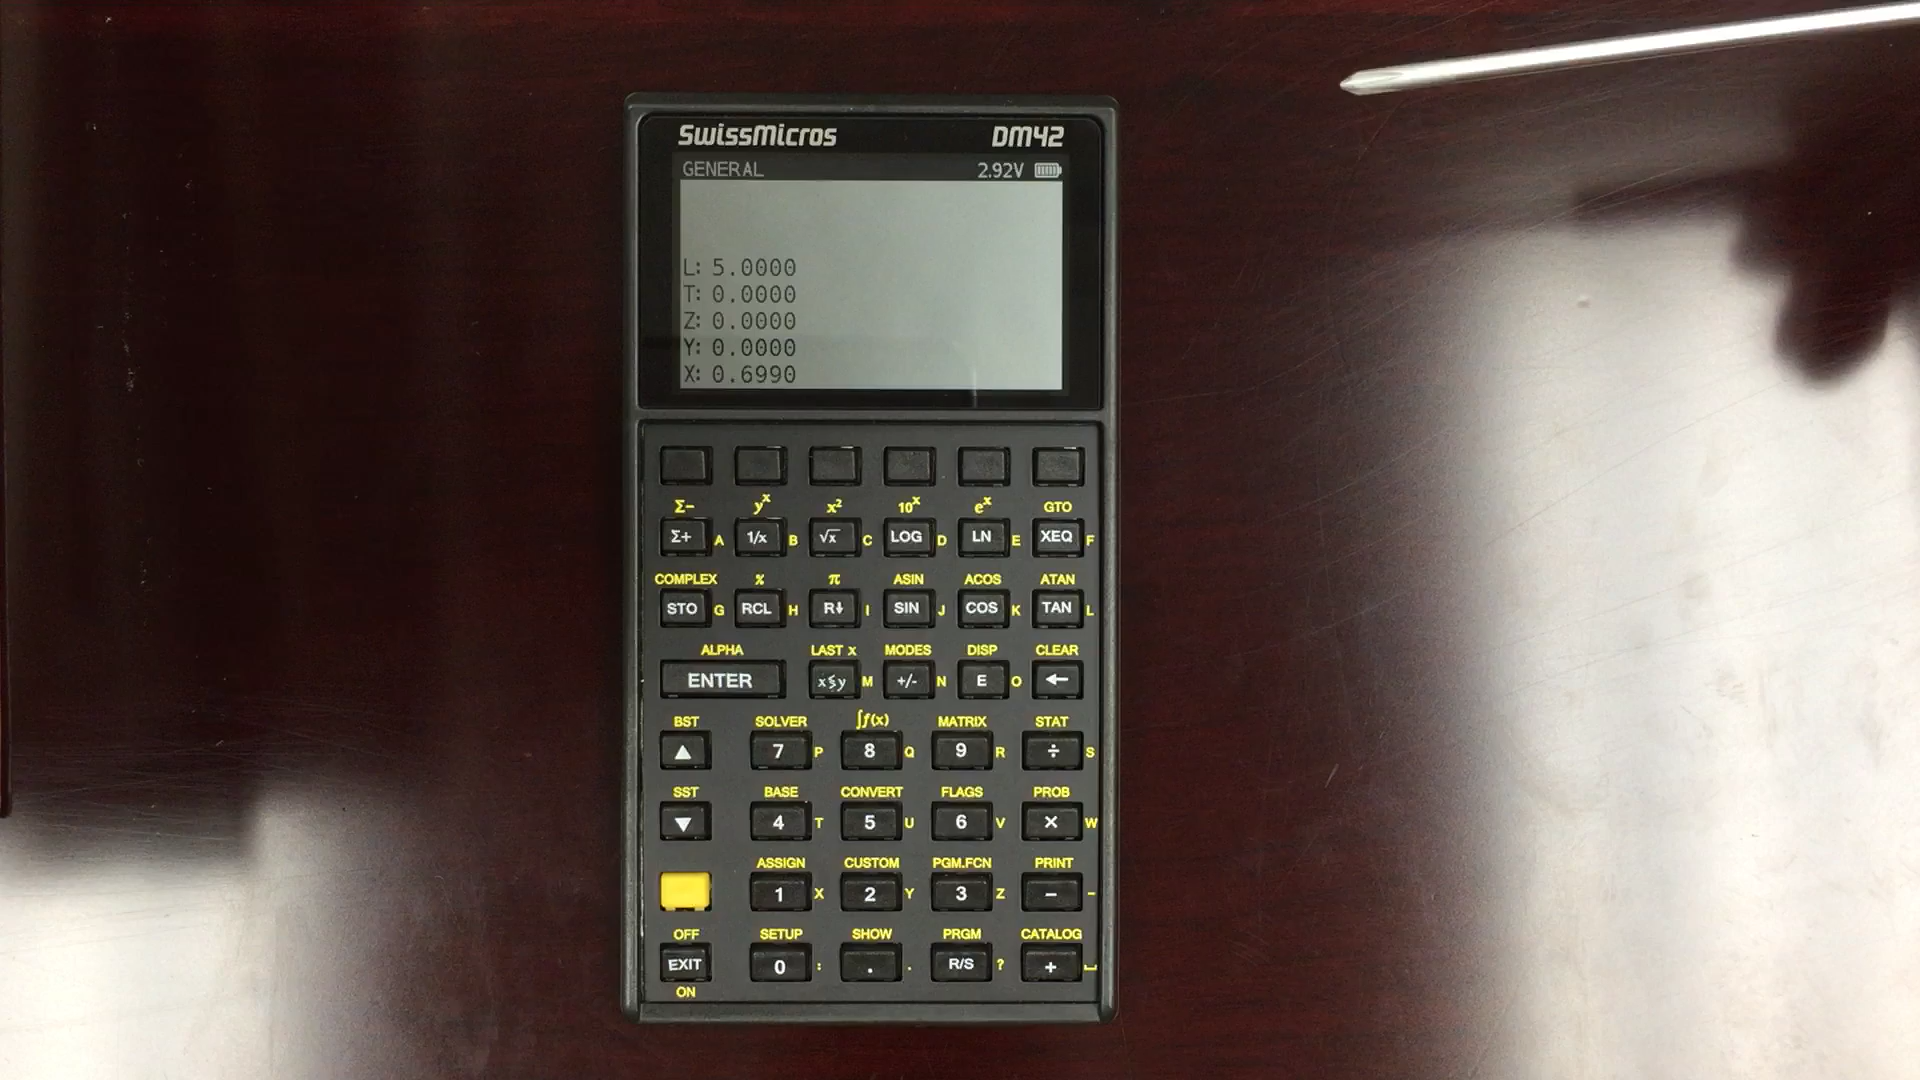 SwissMicros DM42
GENERAL 2.92V
L: 5.0000
T: 0.0000
Z: 0.0000
Y: 0.0000
X: 0.6990
Σ− y^x x² 10^x e^x GTO
Σ+ A 1/x B √x C LOG D LN E XEQ F
COMPLEX % π ASIN ACOS ATAN
STO G RCL H R↓ I SIN J COS K TAN L
ALPHA LAST x MODES DISP CLEAR
ENTER x≶y M +/- N E O ←
BST SOLVER ∫f(x) MATRIX STAT
▲ 7 P 8 Q 9 R ÷ S
SST BASE CONVERT FLAGS PROB
▼ 4 T 5 U 6 V × W
ASSIGN CUSTOM PGM.FCN PRINT
1 X 2 Y 3 Z − -
OFF SETUP SHOW PRGM CATALOG
EXIT 0 : . . R/S ? + ⎵
ON